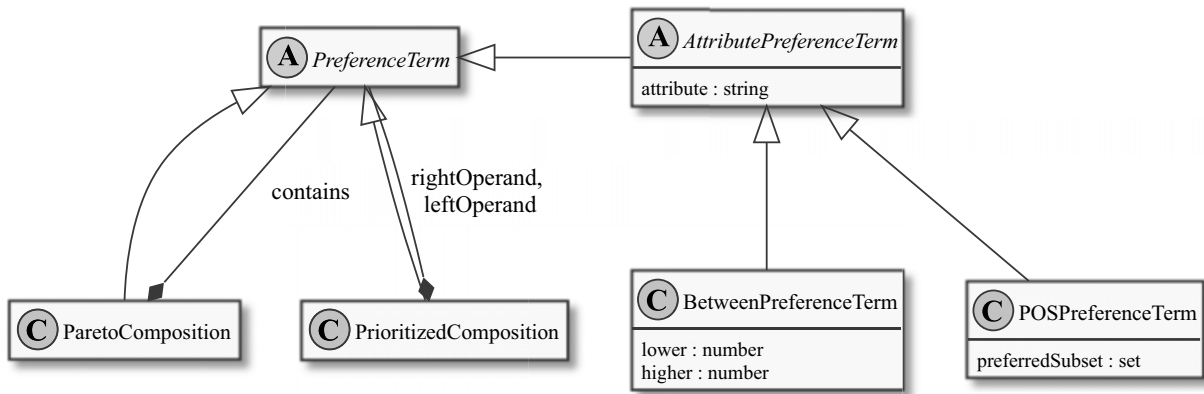 A PreferenceTerm
A AttributePreferenceTerm
attribute : string
contains
rightOperand,
leftOperand
C ParetoComposition
C PrioritizedComposition
C BetweenPreferenceTerm
lower : number
higher : number
C POSPreferenceTerm
preferredSubset : set